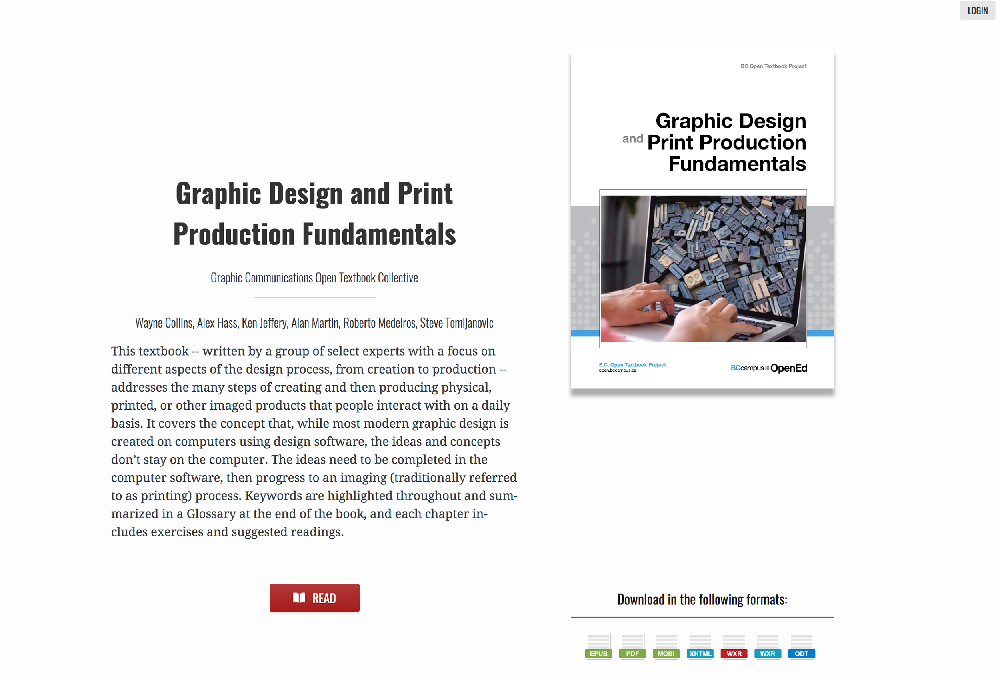 LOGIN
Graphic Design and Print
Production Fundamentals
Graphic Communications Open Textbook Collective
Wayne Collins, Alex Hass, Ken Jeffery, Alan Martin, Roberto Medeiros, Steve Tomljanovic
This textbook -- written by a group of select experts with a focus on
different aspects of the design process, from creation to production --
addresses the many steps of creating and then producing physical,
printed, or other imaged products that people interact with on a daily
basis. It covers the concept that, while most modern graphic design is
created on computers using design software, the ideas and concepts
don’t stay on the computer. The ideas need to be completed in the
computer software, then progress to an imaging (traditionally referred
to as printing) process. Keywords are highlighted throughout and sum-
marized in a Glossary at the end of the book, and each chapter in-
cludes exercises and suggested readings.
READ
BC Open Textbook Project
Graphic Design
and Print Production
Fundamentals
B.C. Open Textbook Project
open.bccampus.ca
BCcampus OpenEd
Download in the following formats:
EPUB PDF MOBI XHTML WXR WXR ODT